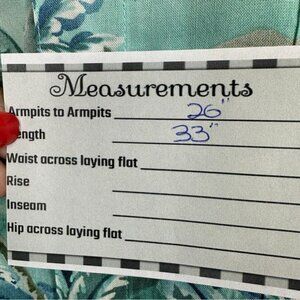 Measurements
Armpits to Armpits 26"
Length 33"
Waist across laying flat
Rise
Inseam
Hip across laying flat